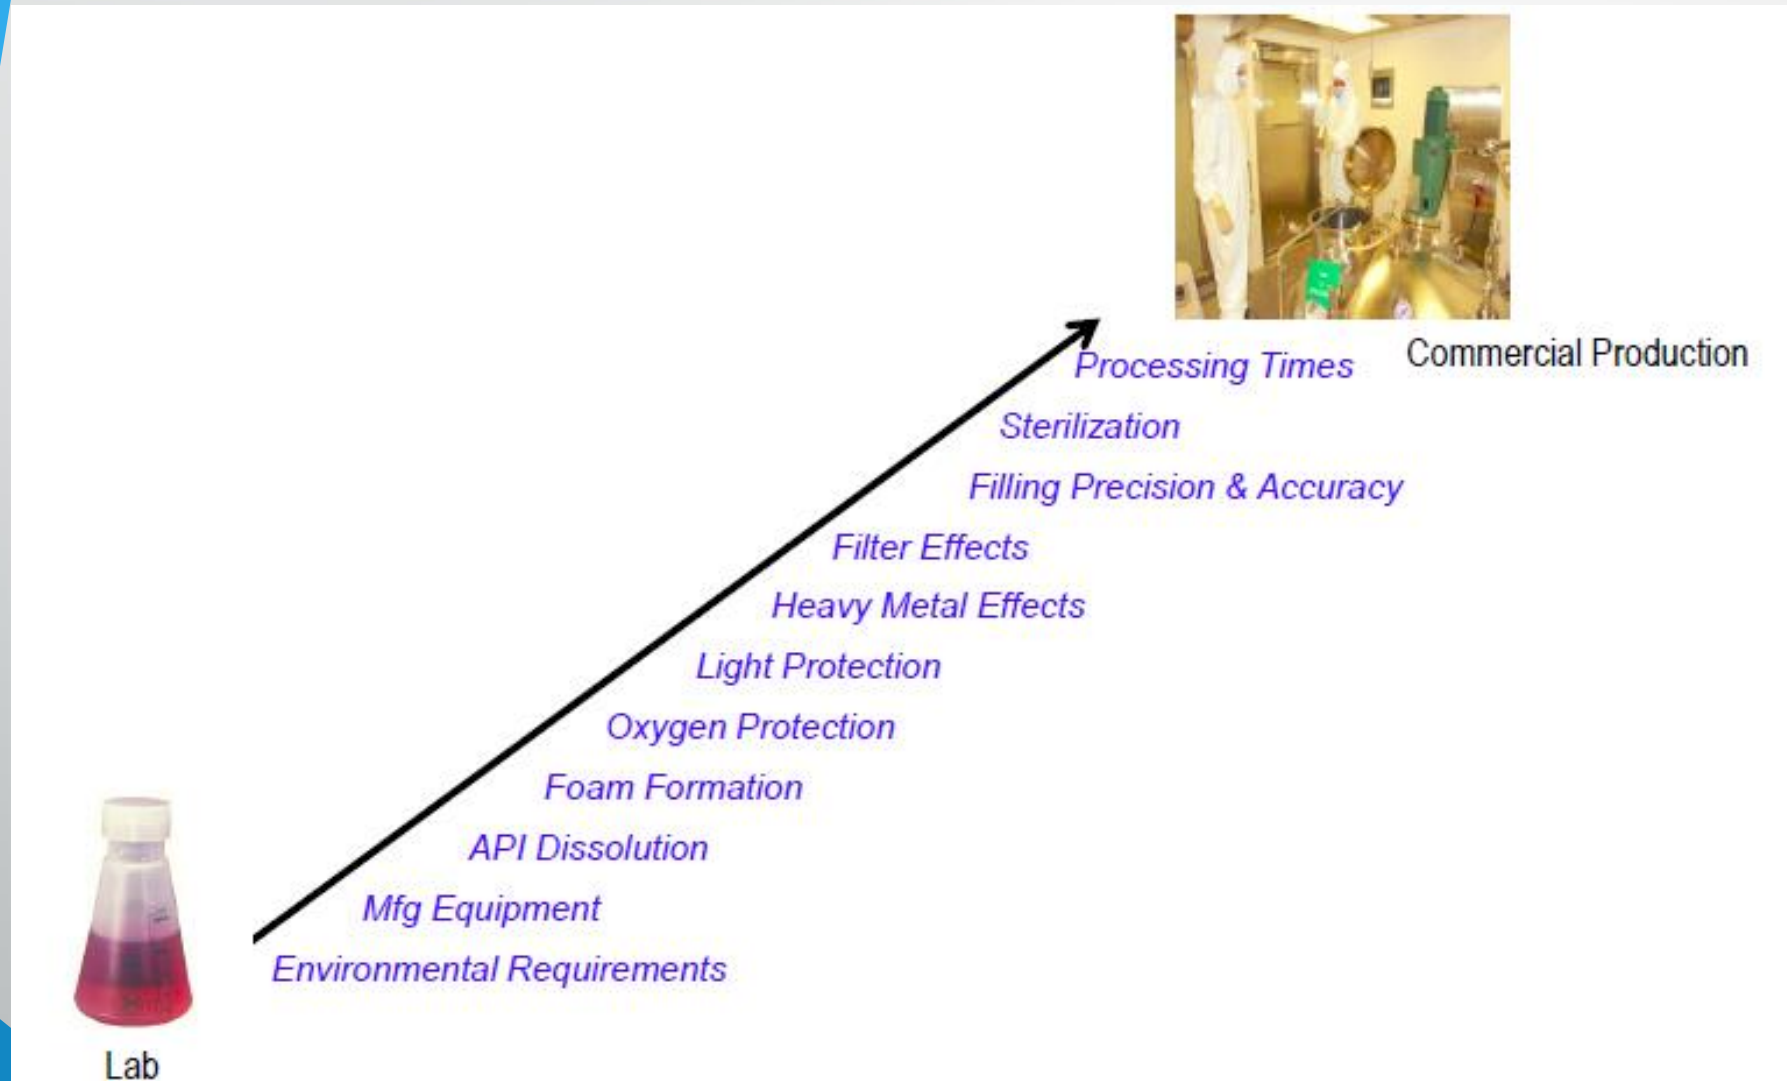 Processing Times
Commercial Production
Sterilization
Filling Precision & Accuracy
Filter Effects
Heavy Metal Effects
Light Protection
Oxygen Protection
Foam Formation
API Dissolution
Mfg Equipment
Environmental Requirements
Lab